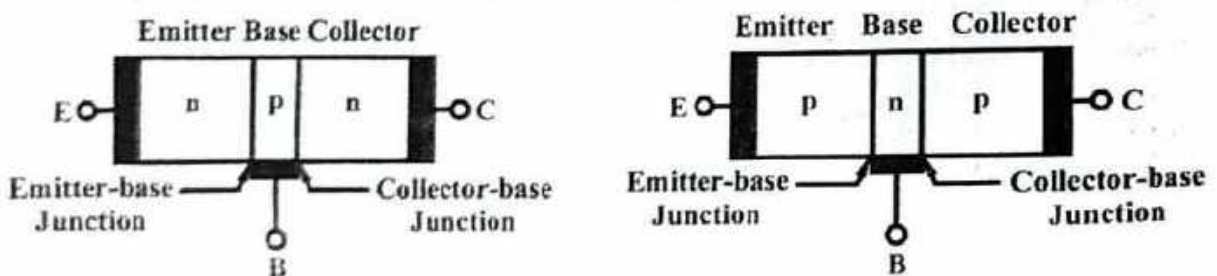 Emitter Base Collector
E
n
p
n
C
Emitter-base
Junction
Collector-base
Junction
B
Emitter Base Collector
E
p
n
p
C
Emitter-base
Junction
Collector-base
Junction
B